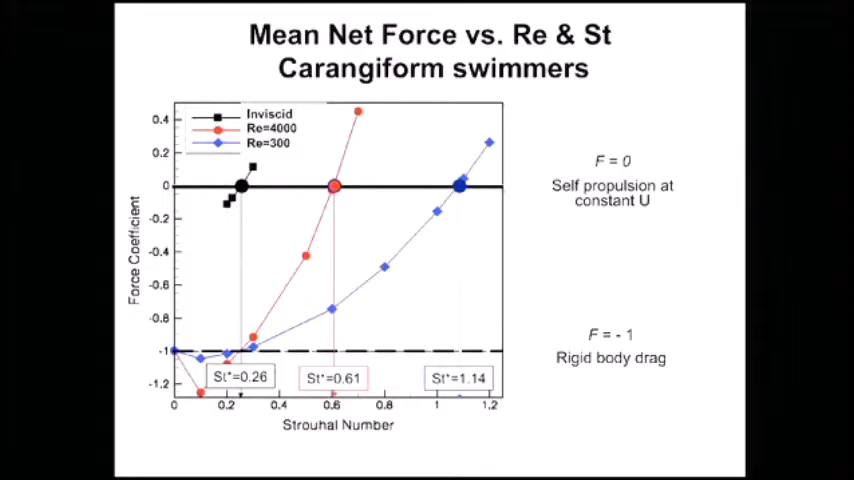 Mean Net Force vs. Re & St
Carangiform swimmers
Inviscid
Re=4000
Re=300
0.4
0.2
0
-0.2
-0.4
-0.6
-0.8
-1
-1.2
Force Coefficient
St*=0.26
St*=0.61
St*=1.14
0
0.2
0.4
0.6
0.8
1
1.2
Strouhal Number
F = 0
Self propulsion at
constant U
F = - 1
Rigid body drag